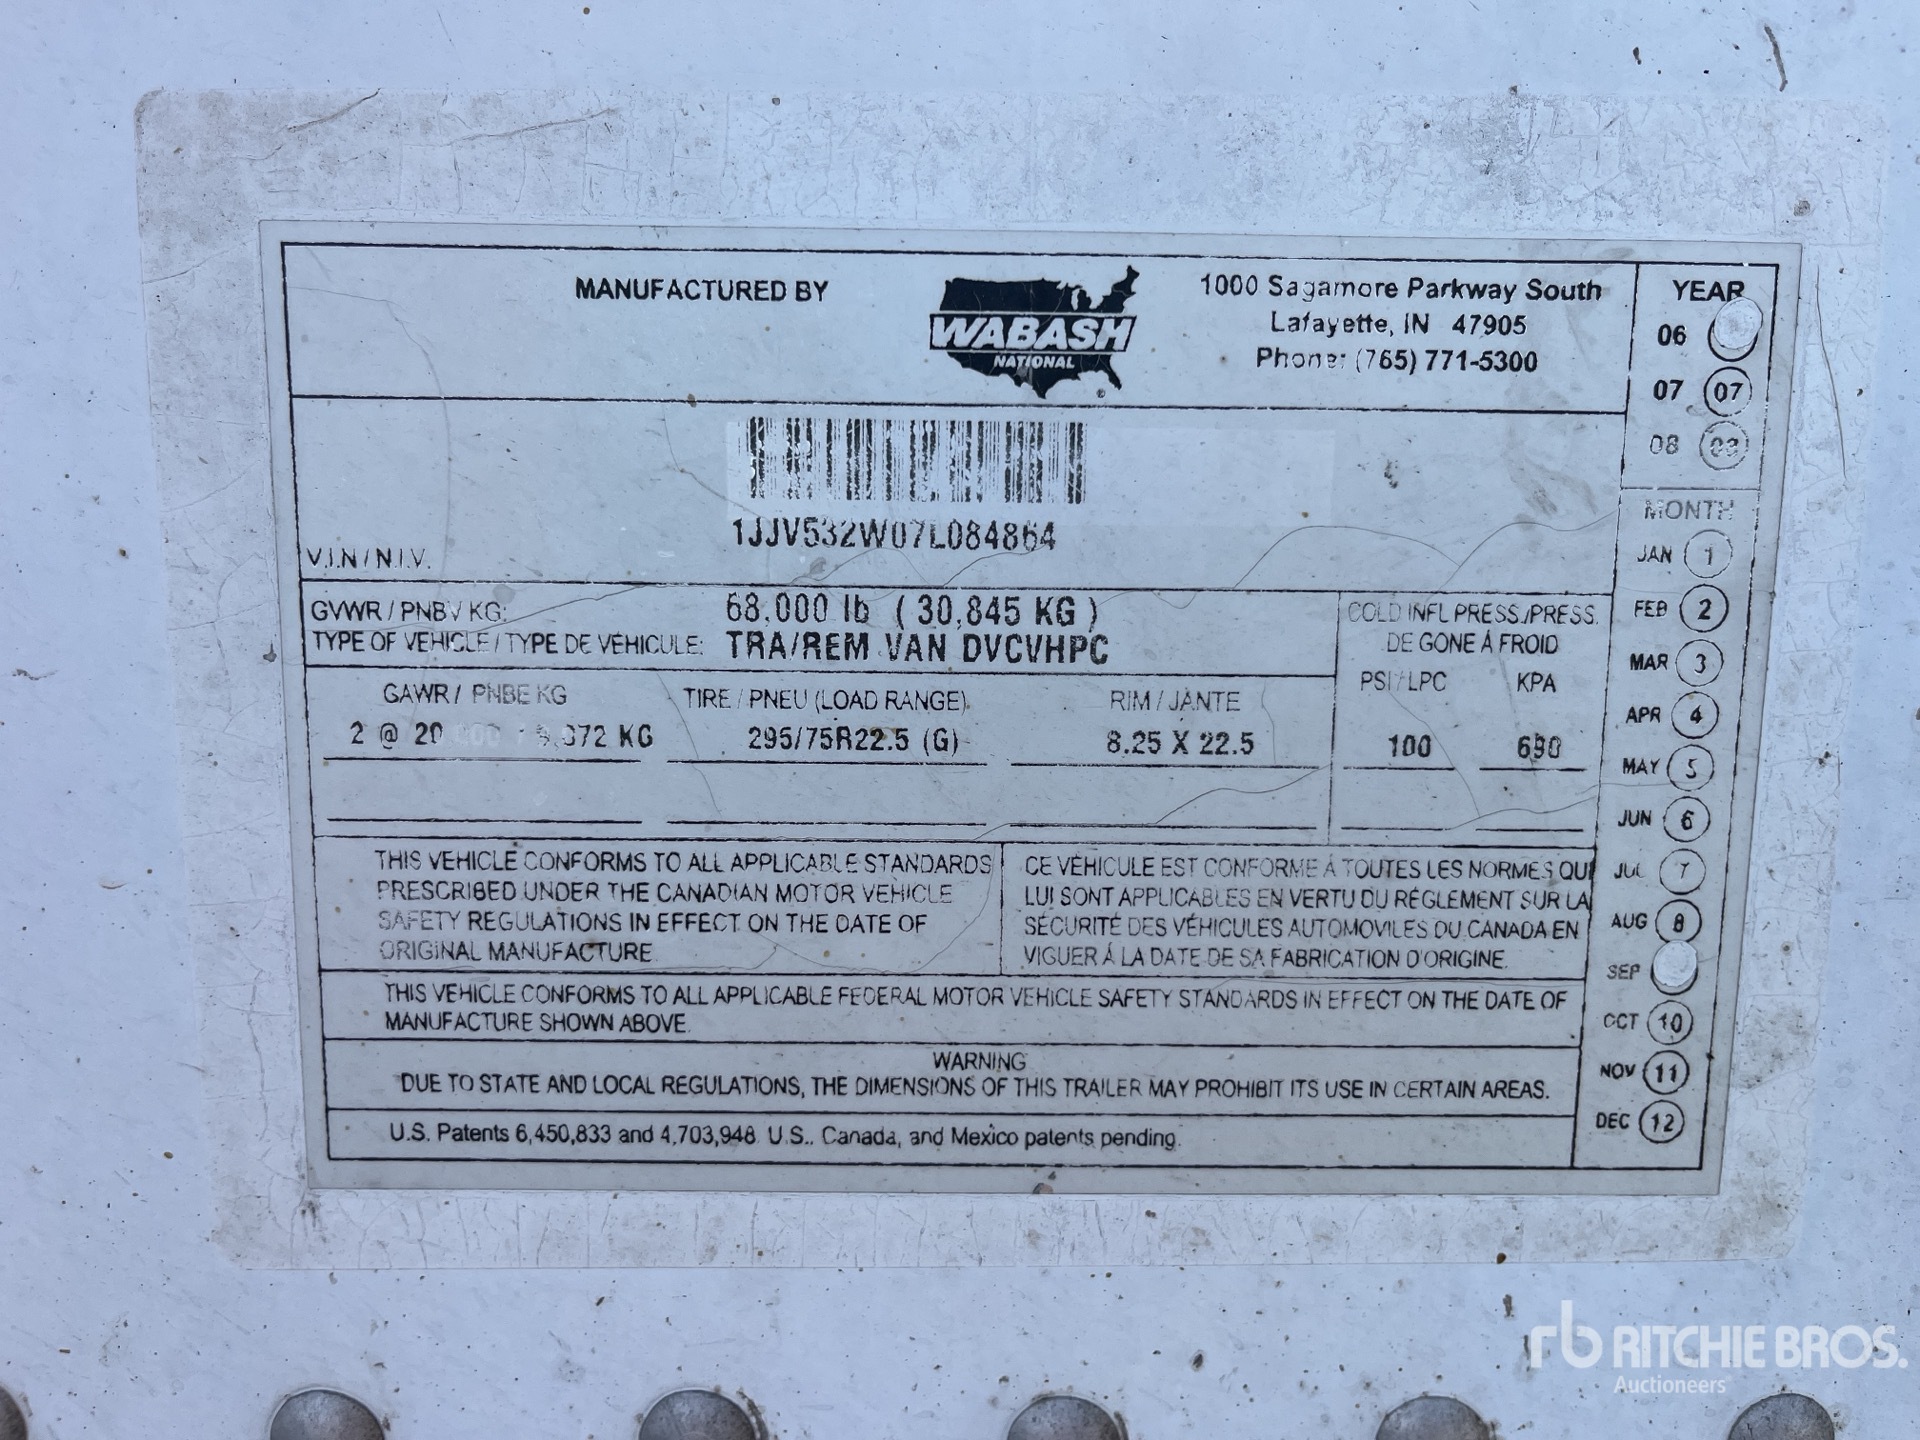 MANUFACTURED BY
WABASH
NATIONAL
1000 Sagamore Parkway South
Lafayette, IN 47905
Phone: (765) 771-5300
YEAR
06
07 07
08 08
MONTH
JAN 1
FEB 2
MAR 3
APR 4
MAY 5
JUN 6
JUL 7
AUG 8
SEP
OCT 10
NOV 11
DEC 12
1JJV532W07L084864
V.I.N / N.I.V.
GVWR / PNBV KG: 68,000 lb ( 30,845 KG )
TYPE OF VEHICLE / TYPE DE VÉHICULE: TRA/REM VAN DVCVHPC
COLD INFL PRESS./PRESS.
DE GONF À FROID
PSI / LPC KPA
GAWR / PNBE KG TIRE / PNEU (LOAD RANGE) RIM / JANTE
2 @ 20 KG 295/75R22.5 (G) 8.25 X 22.5 100 690
THIS VEHICLE CONFORMS TO ALL APPLICABLE STANDARDS
PRESCRIBED UNDER THE CANADIAN MOTOR VEHICLE
SAFETY REGULATIONS IN EFFECT ON THE DATE OF
ORIGINAL MANUFACTURE
CE VÉHICULE EST CONFORME À TOUTES LES NORMES QUI
LUI SONT APPLICABLES EN VERTU DU RÉGLEMENT SUR LA
SÉCURITÉ DES VÉHICULES AUTOMOVILES DU CANADA EN
VIGUER À LA DATE DE SA FABRICATION D'ORIGINE.
THIS VEHICLE CONFORMS TO ALL APPLICABLE FEDERAL MOTOR VEHICLE SAFETY STANDARDS IN EFFECT ON THE DATE OF
MANUFACTURE SHOWN ABOVE.
WARNING
DUE TO STATE AND LOCAL REGULATIONS, THE DIMENSIONS OF THIS TRAILER MAY PROHIBIT ITS USE IN CERTAIN AREAS.
U.S. Patents 6,450,833 and 4,703,948 U.S., Canada, and Mexico patents pending.
rb RITCHIE BROS.
Auctioneers